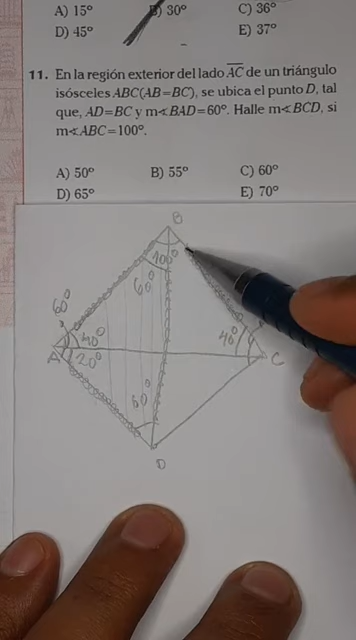 A) 15°
B) 30°
C) 36°
D) 45°
E) 37°
11. En la región exterior del lado AC de un triángulo
isósceles ABC(AB=BC), se ubica el punto D, tal
que, AD=BC y m∢BAD=60°. Halle m∢BCD, si
m∢ABC=100°.
A) 50°
B) 55°
C) 60°
D) 65°
E) 70°
B
100°
60°
60°
40°
40°
A
20°
C
60°
D